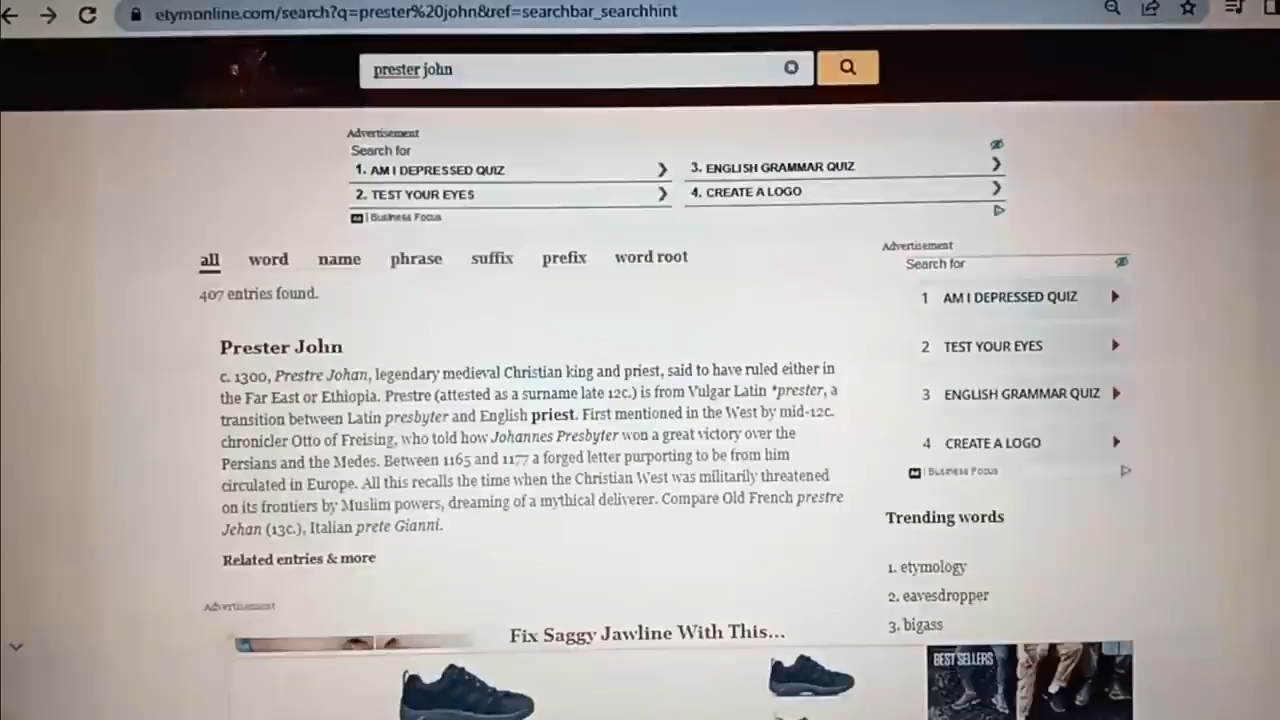 etymonline.com/search?q=prester%20john&ref=searchbar_searchhint
prester john
Advertisement
Search for
1. AM I DEPRESSED QUIZ
2. TEST YOUR EYES
3. ENGLISH GRAMMAR QUIZ
4. CREATE A LOGO
Ad | Business Focus
all word name phrase suffix prefix word root
407 entries found.
Prester John
c. 1300, Prestre Johan, legendary medieval Christian king and priest, said to have ruled either in
the Far East or Ethiopia. Prestre (attested as a surname late 12c.) is from Vulgar Latin *prester, a
transition between Latin presbyter and English priest. First mentioned in the West by mid-12c.
chronicler Otto of Freising, who told how Johannes Presbyter won a great victory over the
Persians and the Medes. Between 1165 and 1177 a forged letter purporting to be from him
circulated in Europe. All this recalls the time when the Christian West was militarily threatened
on its frontiers by Muslim powers, dreaming of a mythical deliverer. Compare Old French prestre
Jehan (13c.), Italian prete Gianni.
Related entries & more
Advertisement
Fix Saggy Jawline With This...
Advertisement
Search for
1 AM I DEPRESSED QUIZ
2 TEST YOUR EYES
3 ENGLISH GRAMMAR QUIZ
4 CREATE A LOGO
Ad | Business Focus
Trending words
1. etymology
2. eavesdropper
3. bigass
BEST SELLERS